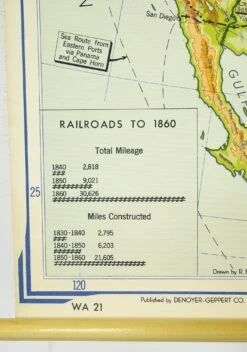 San Diego
Sea Route from
Eastern Ports
via Panama
and Cape Horn
GUL
RAILROADS TO 1860
Total Mileage
1840 2,818
1850 9,021
1860 30,626
Miles Constructed
1830-1840 2,795
1840-1850 6,203
1850-1860 21,605
25
Drawn by R.
120
WA 21
Published by DENOYER-GEPPERT CO.